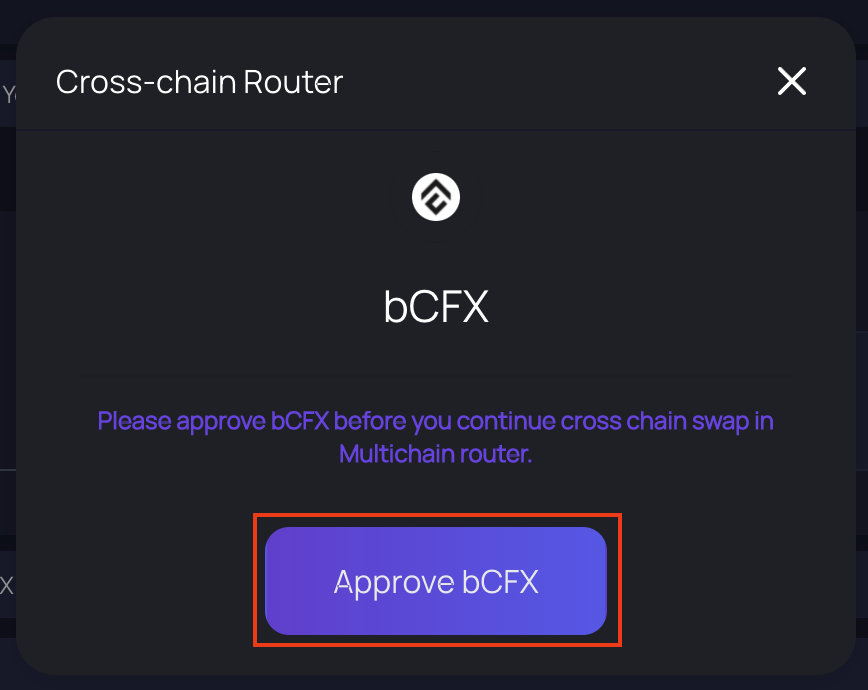 Cross-chain Router
bCFX
Please approve bCFX before you continue cross chain swap in
Multichain router.
Approve bCFX
X